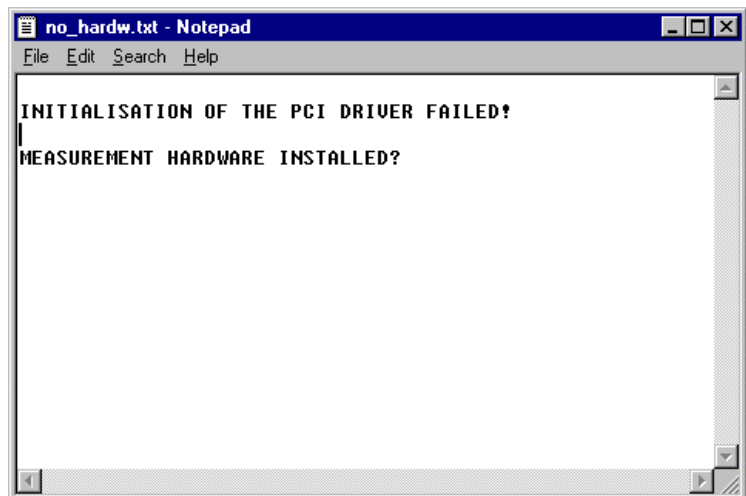 no_hardw.txt - Notepad
File Edit Search Help
INITIALISATION OF THE PCI DRIVER FAILED!
MEASUREMENT HARDWARE INSTALLED?